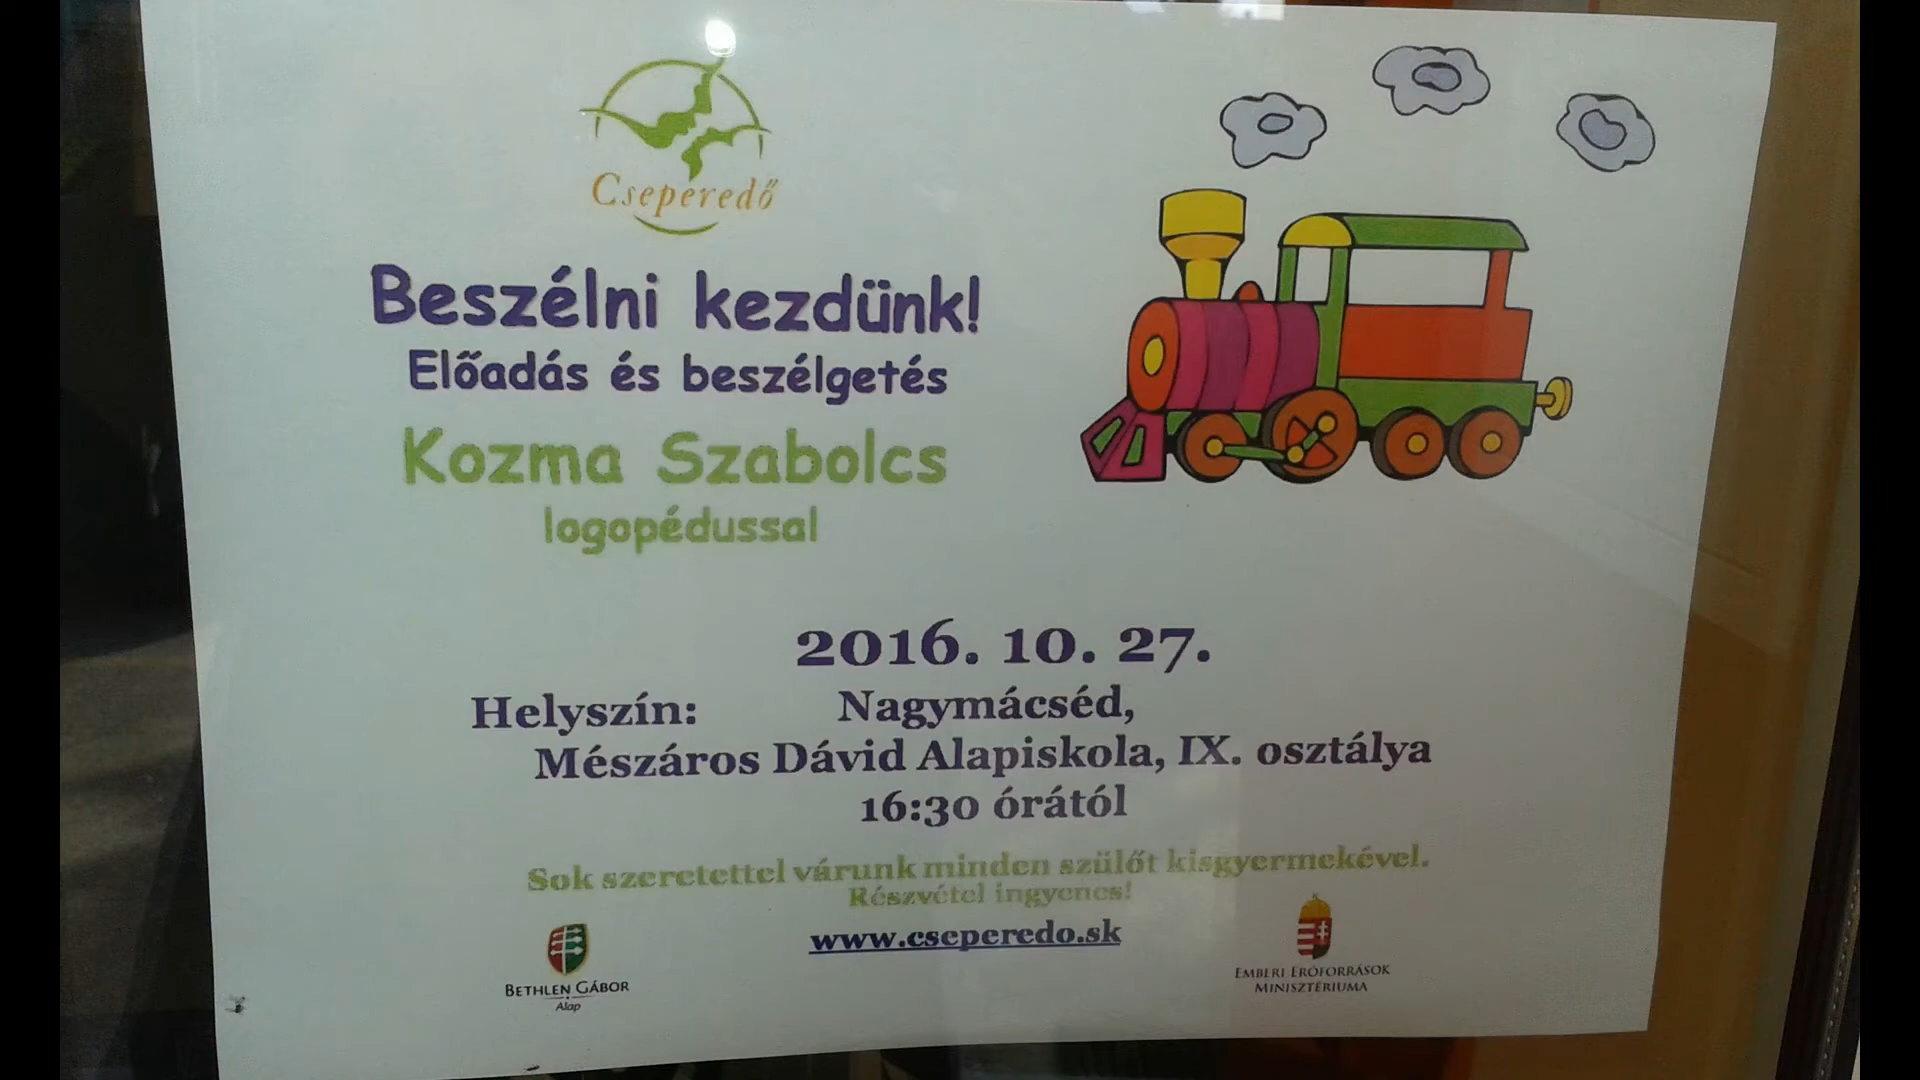 Cseperedő
Beszélni kezdünk!
Előadás és beszélgetés
Kozma Szabolcs
logopédussal
2016. 10. 27.
Helyszín: Nagymácséd,
Mészáros Dávid Alapiskola, IX. osztálya
16:30 órától
Sok szeretettel várunk minden szülőt kisgyermekével.
Részvétel ingyenes!
www.cseperedo.sk
BETHLEN GÁBOR
Alap
EMBERI ERŐFORRÁSOK
MINISZTÉRIUMA